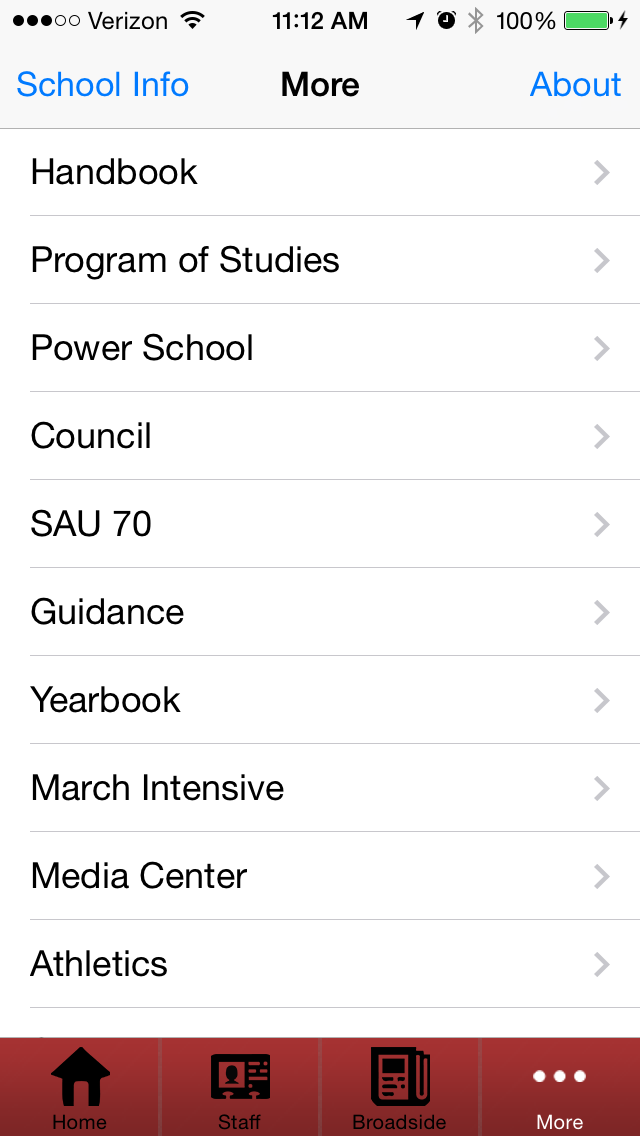 Verizon 11:12 AM 100%
School Info More About
Handbook
Program of Studies
Power School
Council
SAU 70
Guidance
Yearbook
March Intensive
Media Center
Athletics
Home Staff Broadside More